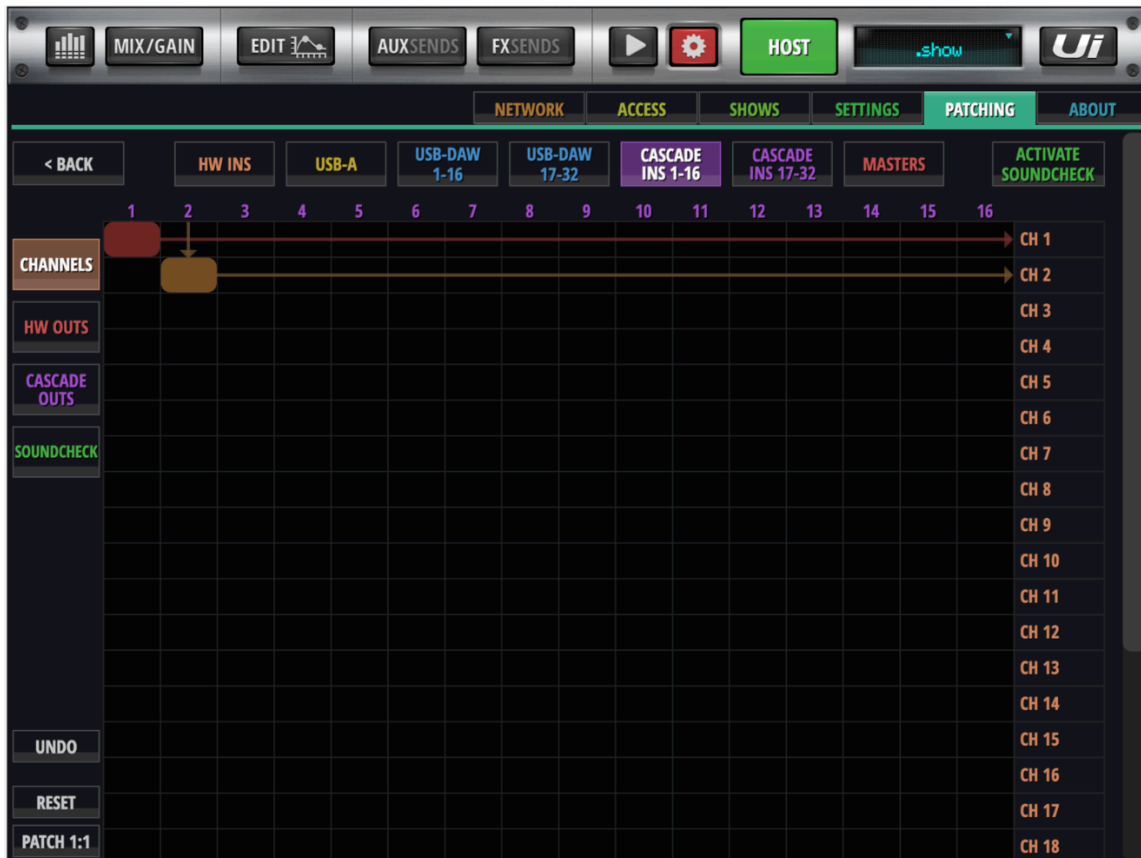 MIX/GAIN EDIT AUXSENDS FXSENDS HOST .show Ui
NETWORK ACCESS SHOWS SETTINGS PATCHING ABOUT
< BACK
HW INS
USB-A
USB-DAW
1-16
USB-DAW
17-32
CASCADE
INS 1-16
CASCADE
INS 17-32
MASTERS
ACTIVATE
SOUNDCHECK
1 2 3 4 5 6 7 8 9 10 11 12 13 14 15 16
CHANNELS
HW OUTS
CASCADE
OUTS
SOUNDCHECK
UNDO
RESET
PATCH 1:1
CH 1
CH 2
CH 3
CH 4
CH 5
CH 6
CH 7
CH 8
CH 9
CH 10
CH 11
CH 12
CH 13
CH 14
CH 15
CH 16
CH 17
CH 18